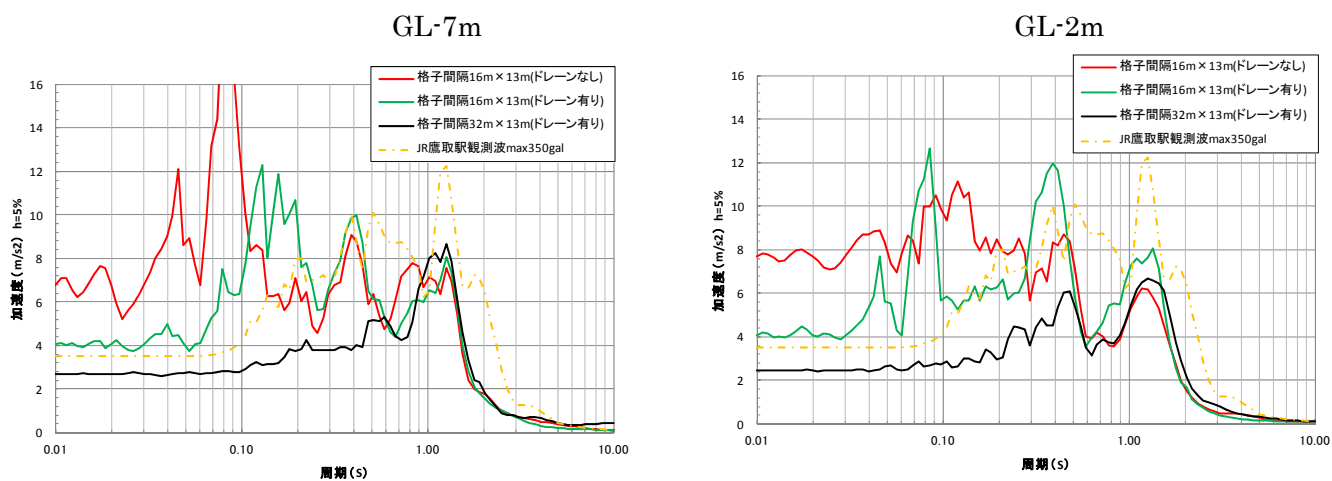 GL-7m
16
14
12
10
8
6
4
2
0
加速度(m/s2) h=5%
0.01
0.10
1.00
10.00
周期(S)
格子間隔16m×13m(ドレーンなし)
格子間隔16m×13m(ドレーン有り)
格子間隔32m×13m(ドレーン有り)
JR鷹取駅観測波max350gal
GL-2m
16
14
12
10
8
6
4
2
0
加速度(m/s2) h=5%
0.01
0.10
1.00
10.00
周期(S)
格子間隔16m×13m(ドレーンなし)
格子間隔16m×13m(ドレーン有り)
格子間隔32m×13m(ドレーン有り)
JR鷹取駅観測波max350gal